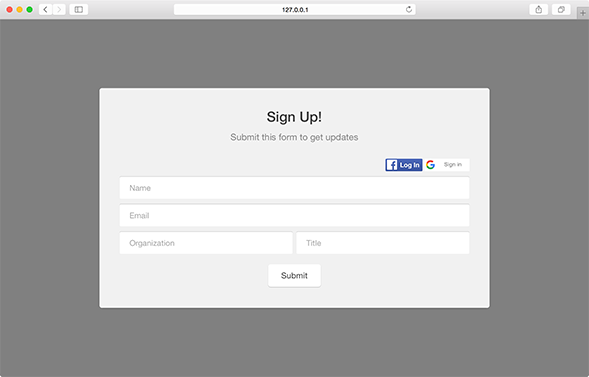 127.0.0.1
Sign Up!
Submit this form to get updates
f Log In G Sign in
Name
Email
Organization Title
Submit